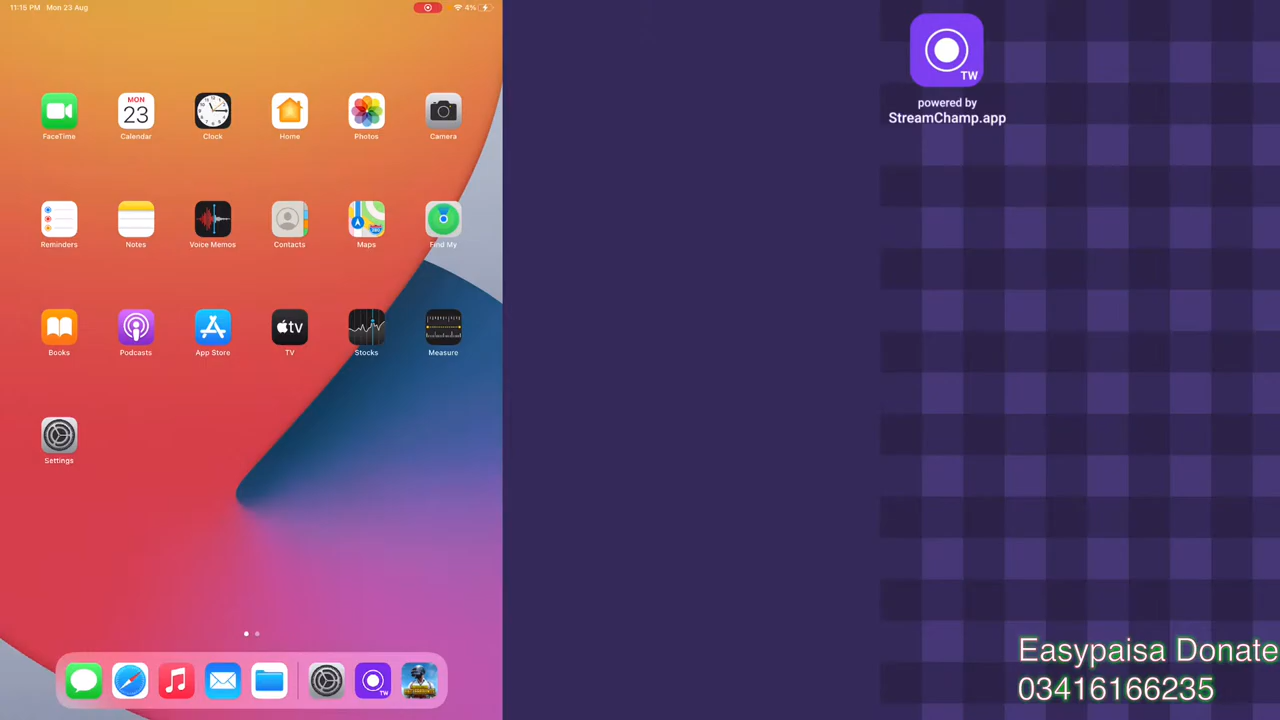 11:15 PM Mon 23 Aug
4%
MON
23
FaceTime
Calendar
Clock
Home
Photos
Camera
Reminders
Notes
Voice Memos
Contacts
Maps
Find My
Books
Podcasts
App Store
TV
Stocks
Measure
Settings
tv
TW
TW
powered by
StreamChamp.app
Easypaisa Donate
03416166235